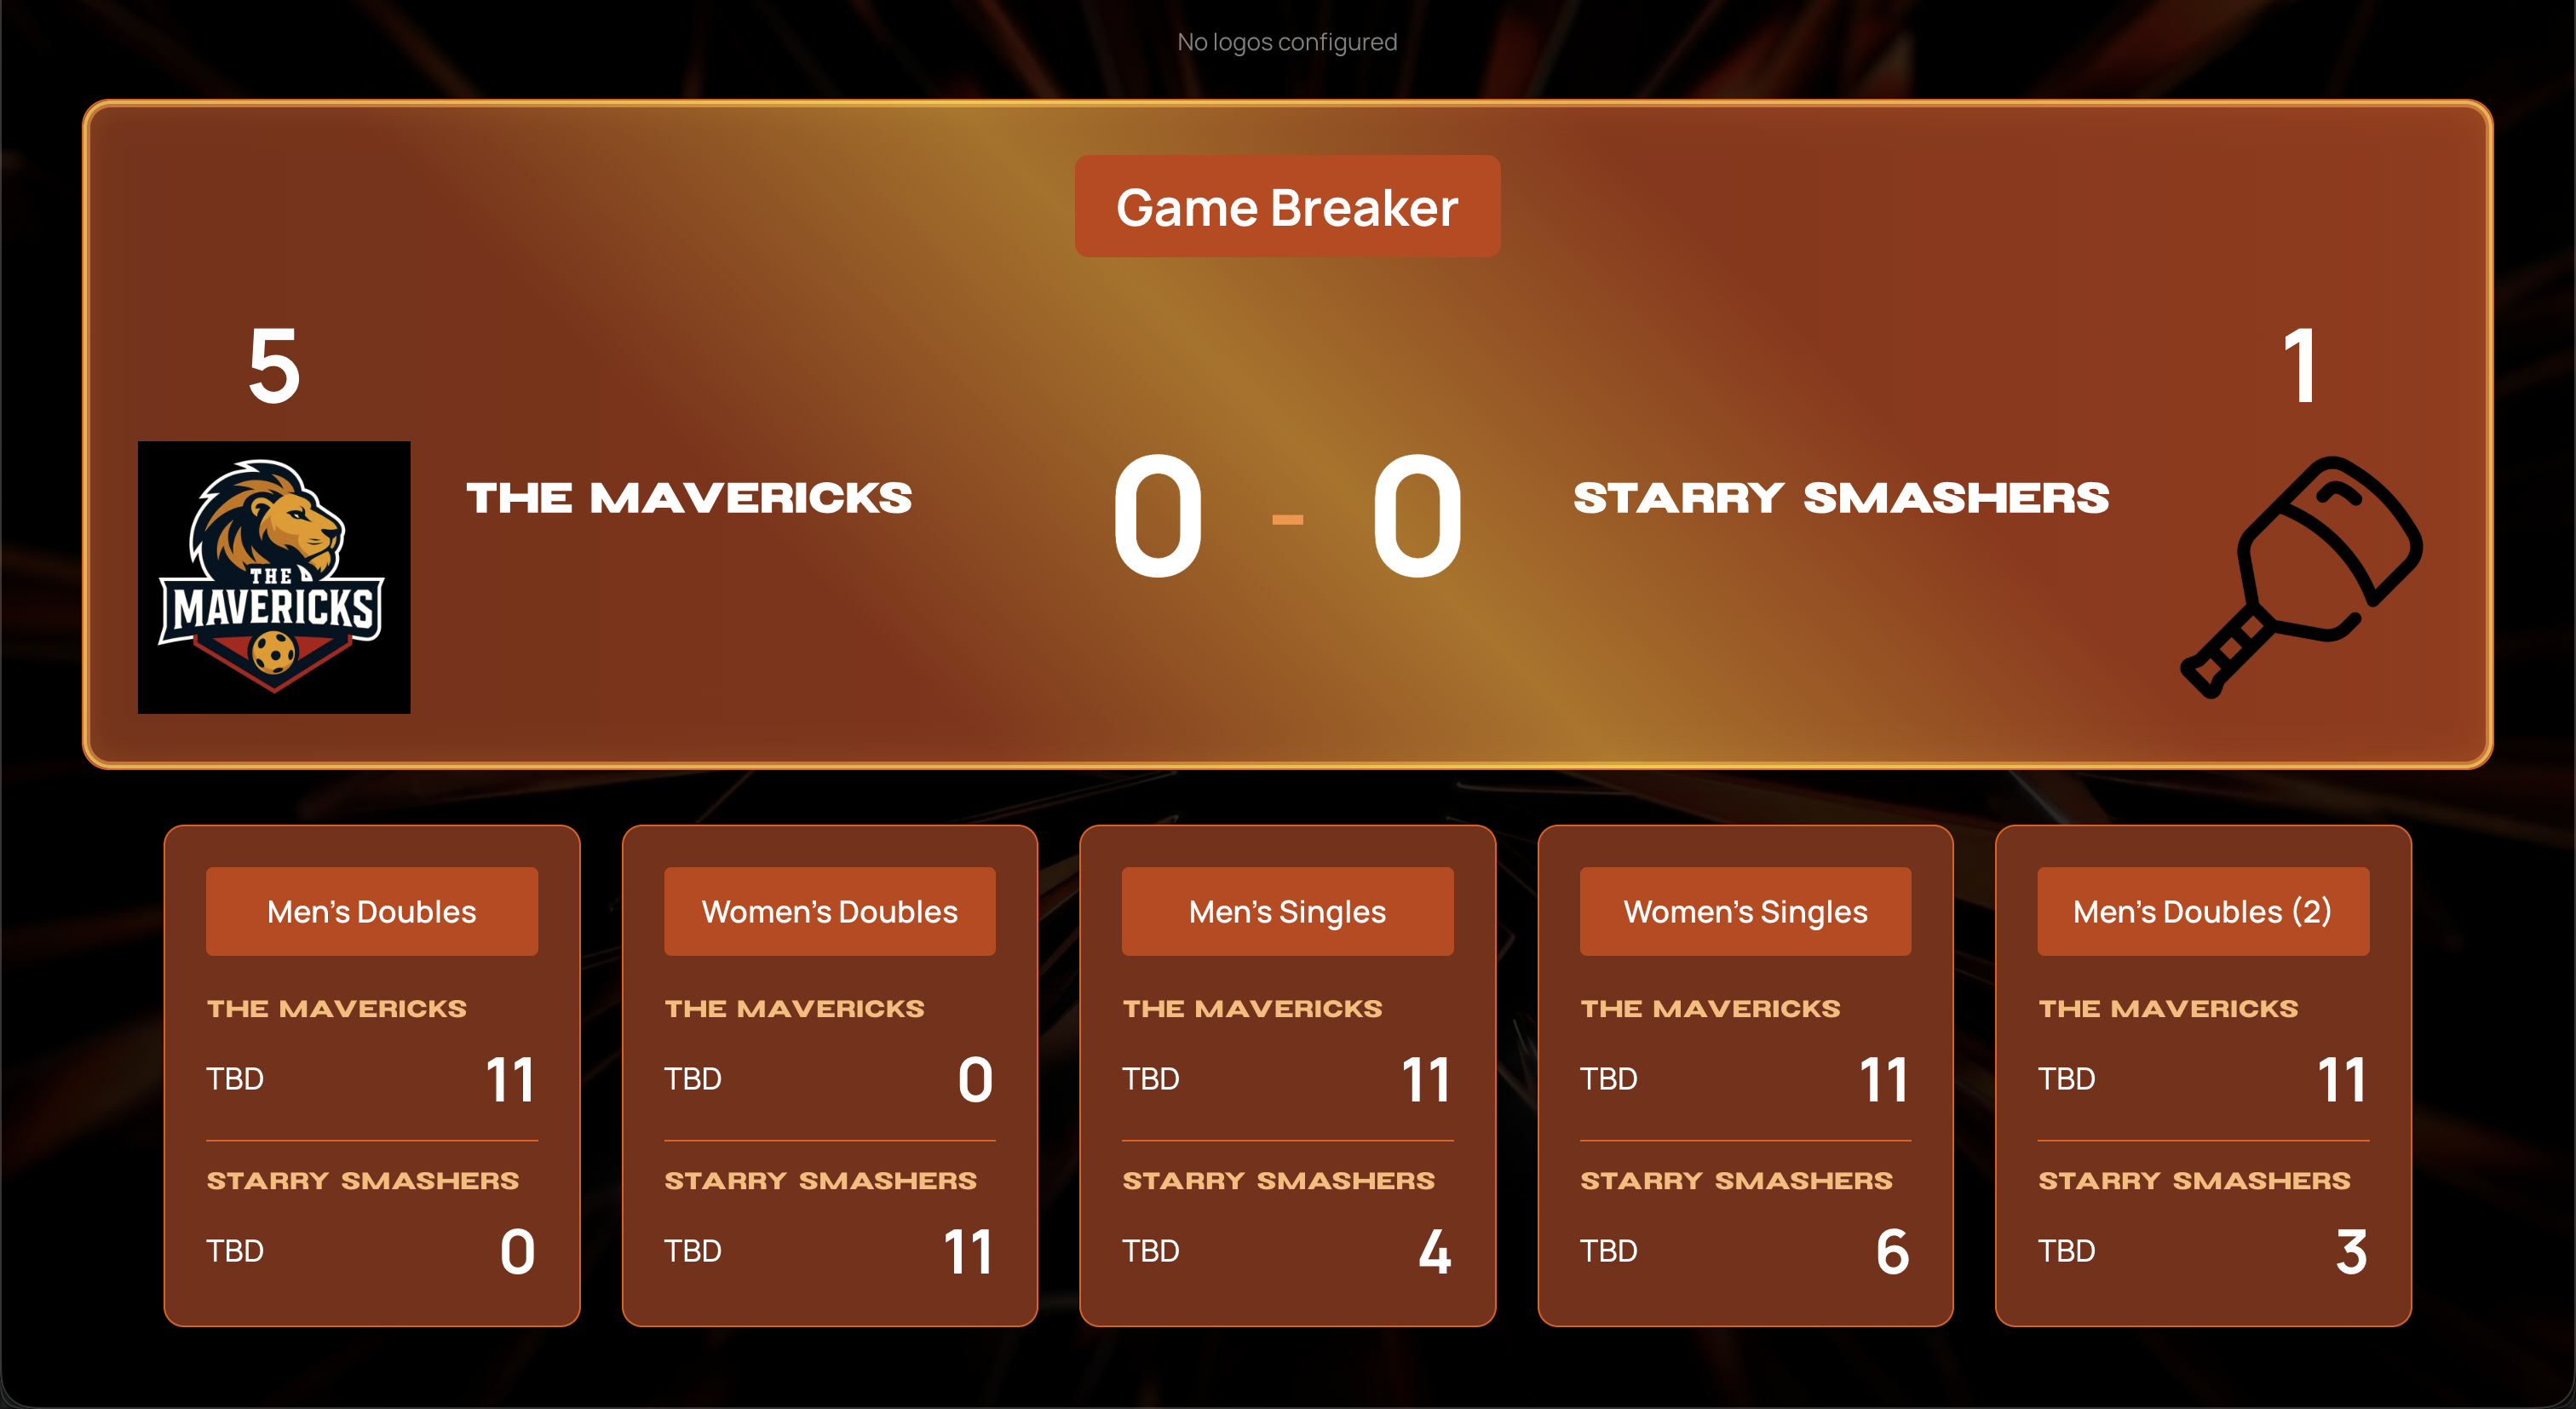 No logos configured
Game Breaker
5
1
THE MAVERICKS
THE MAVERICKS
0 - 0
STARRY SMASHERS
Men's Doubles
THE MAVERICKS
TBD 11
STARRY SMASHERS
TBD 0
Women's Doubles
THE MAVERICKS
TBD 0
STARRY SMASHERS
TBD 11
Men's Singles
THE MAVERICKS
TBD 11
STARRY SMASHERS
TBD 4
Women's Singles
THE MAVERICKS
TBD 11
STARRY SMASHERS
TBD 6
Men's Doubles (2)
THE MAVERICKS
TBD 11
STARRY SMASHERS
TBD 3